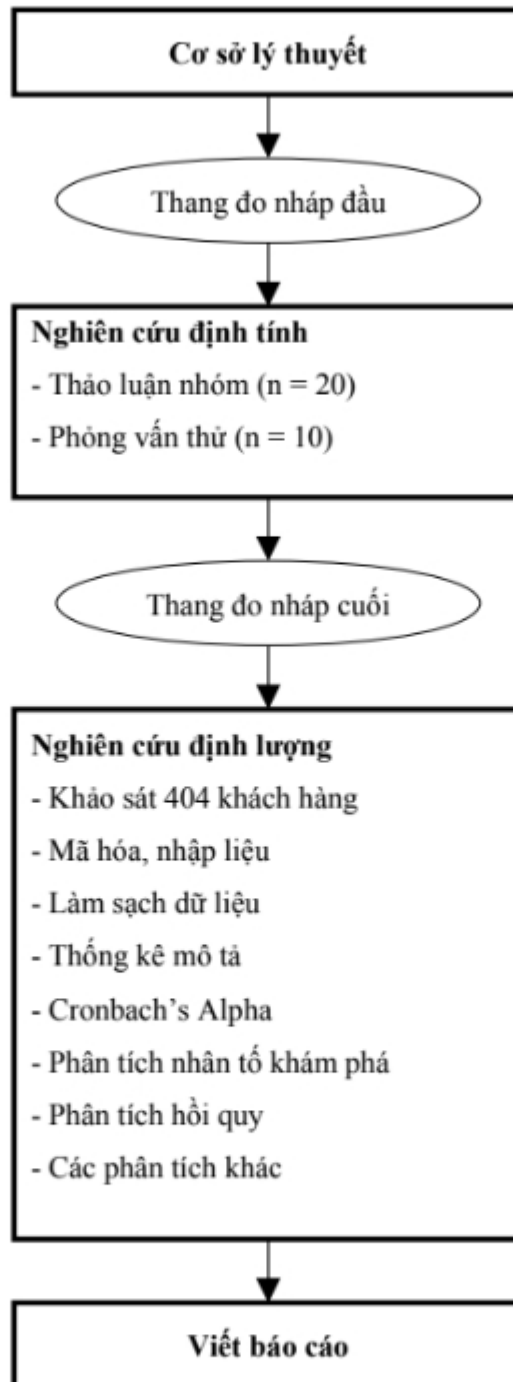 Cơ sở lý thuyết
Thang đo nháp đầu
Nghiên cứu định tính
- Thảo luận nhóm (n = 20)
- Phỏng vấn thử (n = 10)
Thang đo nháp cuối
Nghiên cứu định lượng
- Khảo sát 404 khách hàng
- Mã hóa, nhập liệu
- Làm sạch dữ liệu
- Thống kê mô tả
- Cronbach’s Alpha
- Phân tích nhân tố khám phá
- Phân tích hồi quy
- Các phân tích khác
Viết báo cáo